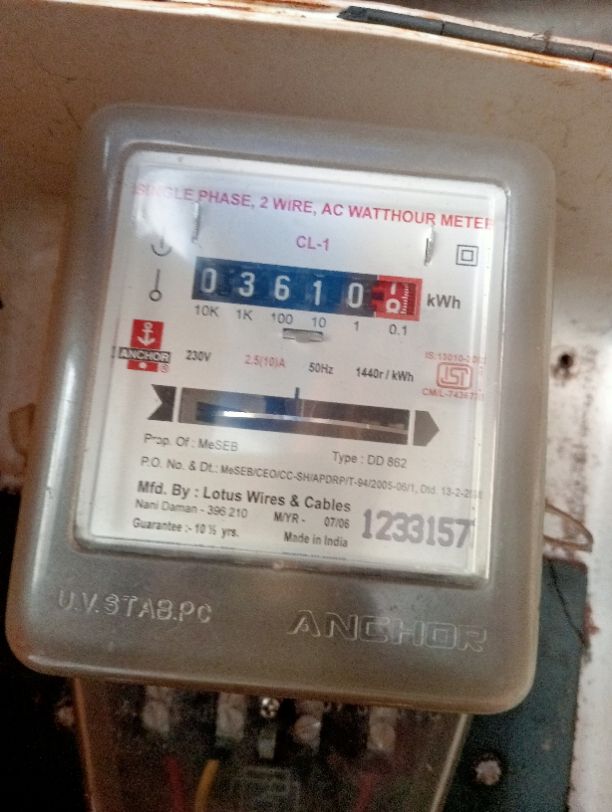 SINGLE PHASE, 2 WIRE, AC WATTHOUR METER
CL-1
0 3 6 1 0 kWh
10K 1K 100 10 1 0.1
ANCHOR
230V 2.5(10)A 50Hz 1440r / kWh
ISI
Prop. Of : MeSEB
Type : DD 862
P.O. No. & Dt.: MeSEB/CEO/CC-SH/APDRP/T-94/2005-06/1, Dtd. 13-2-
Mfd. By : Lotus Wires & Cables
Nani Daman - 396 210 M/YR - 07/06 1233157
Guarantee :- 10 ½ yrs. Made in India
U.V.STAB.PC ANCHOR